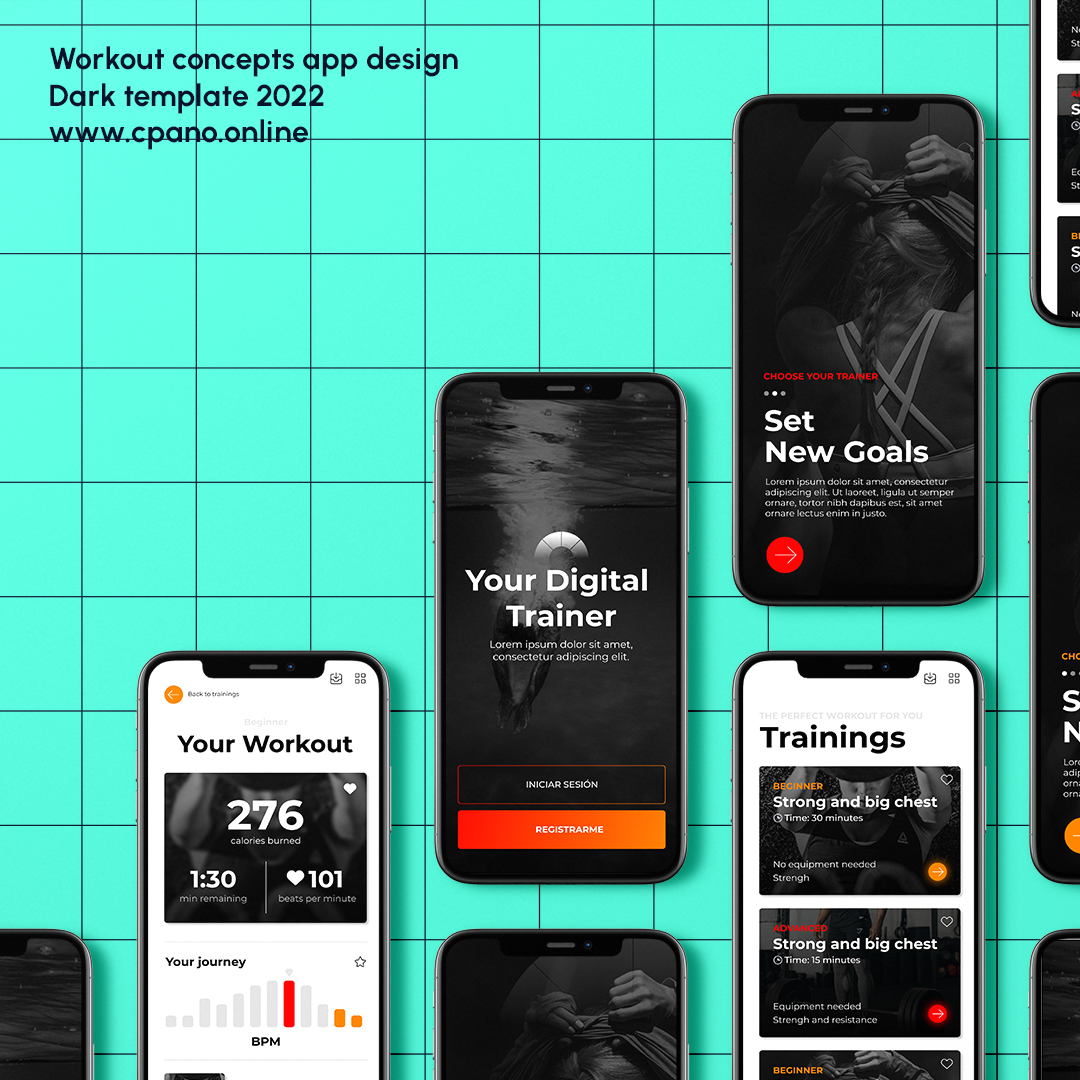 Workout concepts app design
Dark template 2022
www.cpano.online
CHOOSE YOUR TRAINER
Set
New Goals
Lorem ipsum dolor sit amet, consectetur
adipiscing elit. Ut laoreet, ligula ut semper
ornare, tortor nibh dapibus est, sit amet
ornare lectus enim in justo.
Your Digital
Trainer
Lorem ipsum dolor sit amet,
consectetur adipiscing elit.
INICIAR SESIÓN
REGISTRARME
Back to trainings
Beginner
Your Workout
276
calories burned
1:30
min remaining
101
beats per minute
Your journey
BPM
THE PERFECT WORKOUT FOR YOU
Trainings
BEGINNER
Strong and big chest
Time: 30 minutes
No equipment needed
Strengh
ADVANCED
Strong and big chest
Time: 15 minutes
Equipment needed
Strengh and resistance
BEGINNER